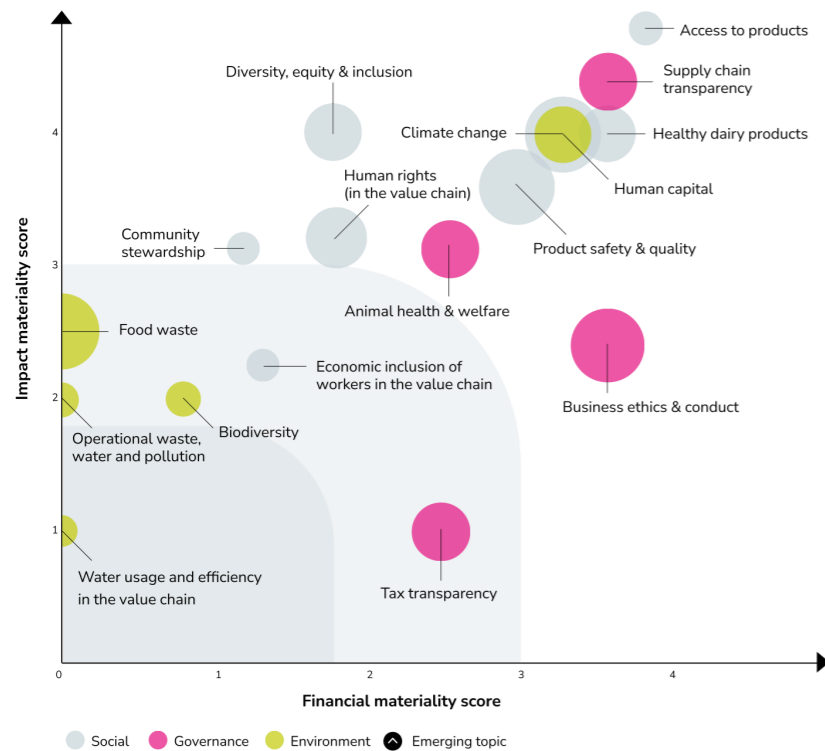 Access to products
Supply chain
transparency
Diversity, equity & inclusion
4
Climate change
Healthy dairy products
Human rights
(in the value chain)
Human capital
Community
stewardship
Product safety & quality
3
Animal health & welfare
Food waste
Economic inclusion of
workers in the value chain
2
Business ethics & conduct
Biodiversity
Operational waste,
water and pollution
1
Water usage and efficiency
in the value chain
Tax transparency
Impact materiality score
0 1 2 3 4
Financial materiality score
Social Governance Environment Emerging topic